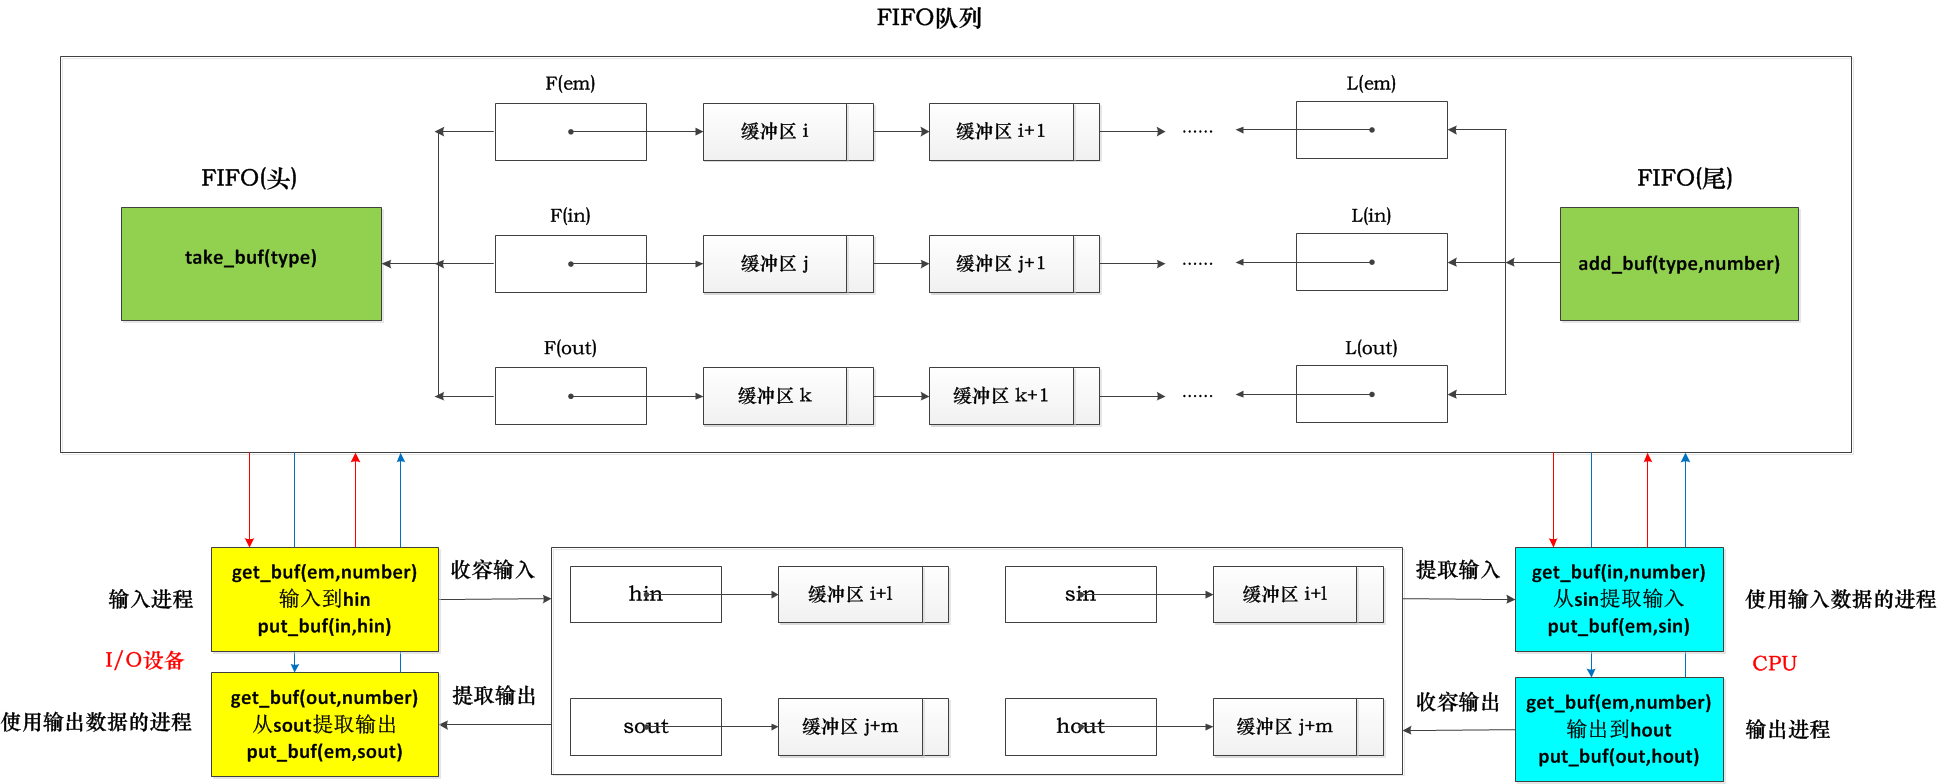 FIFO队列
F(em)
L(em)
缓冲区 i
缓冲区 i+1
······
FIFO(头)
FIFO(尾)
F(in)
L(in)
take_buf(type)
缓冲区 j
缓冲区 j+1
······
add_buf(type,number)
F(out)
L(out)
缓冲区 k
缓冲区 k+1
······
输入进程
get_buf(em,number)
输入到hin
put_buf(in,hin)
收容输入
hin
缓冲区 i+l
sin
缓冲区 i+l
提取输入
get_buf(in,number)
从sin提取输入
put_buf(em,sin)
使用输入数据的进程
I/O设备
CPU
使用输出数据的进程
get_buf(out,number)
从sout提取输出
put_buf(em,sout)
提取输出
sout
缓冲区 j+m
hout
缓冲区 j+m
收容输出
get_buf(em,number)
输出到hout
put_buf(out,hout)
输出进程